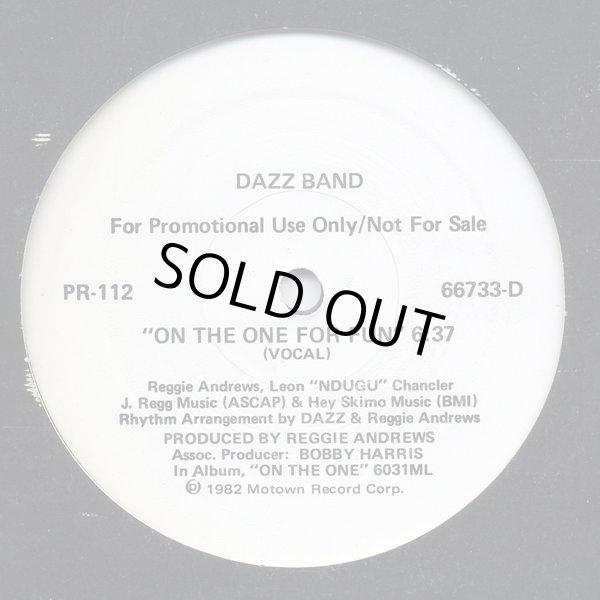 DAZZ BAND
For Promotional Use Only/Not For Sale
PR-112
66733-D
SOLD OUT
"ON THE ONE FOR FUN" 6:37
(VOCAL)
Reggie Andrews, Leon "NDUGU" Chancler
J. Regg Music (ASCAP) & Hey Skimo Music (BMI)
Rhythm Arrangement by DAZZ & Reggie Andrews
PRODUCED BY REGGIE ANDREWS
Assoc. Producer: BOBBY HARRIS
In Album, "ON THE ONE" 6031ML
℗ 1982 Motown Record Corp.